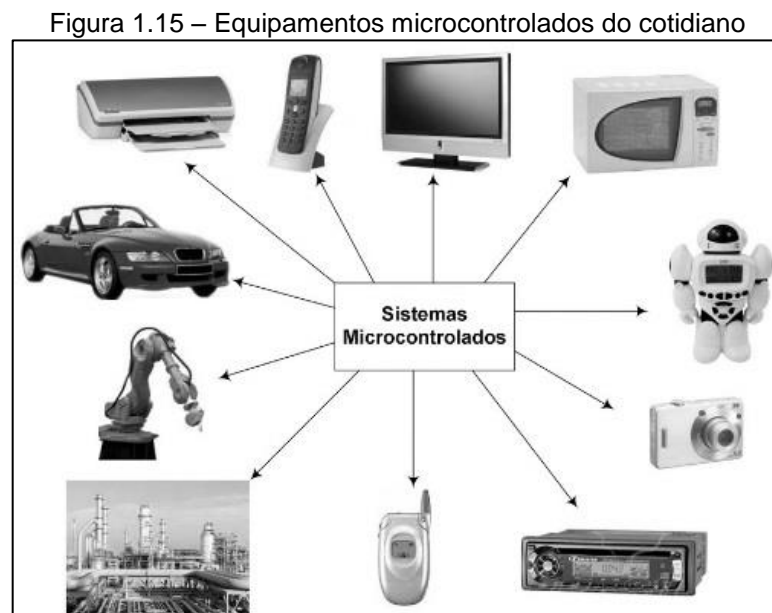 Figura 1.15 – Equipamentos microcontrolados do cotidiano
Sistemas
Microcontrolados